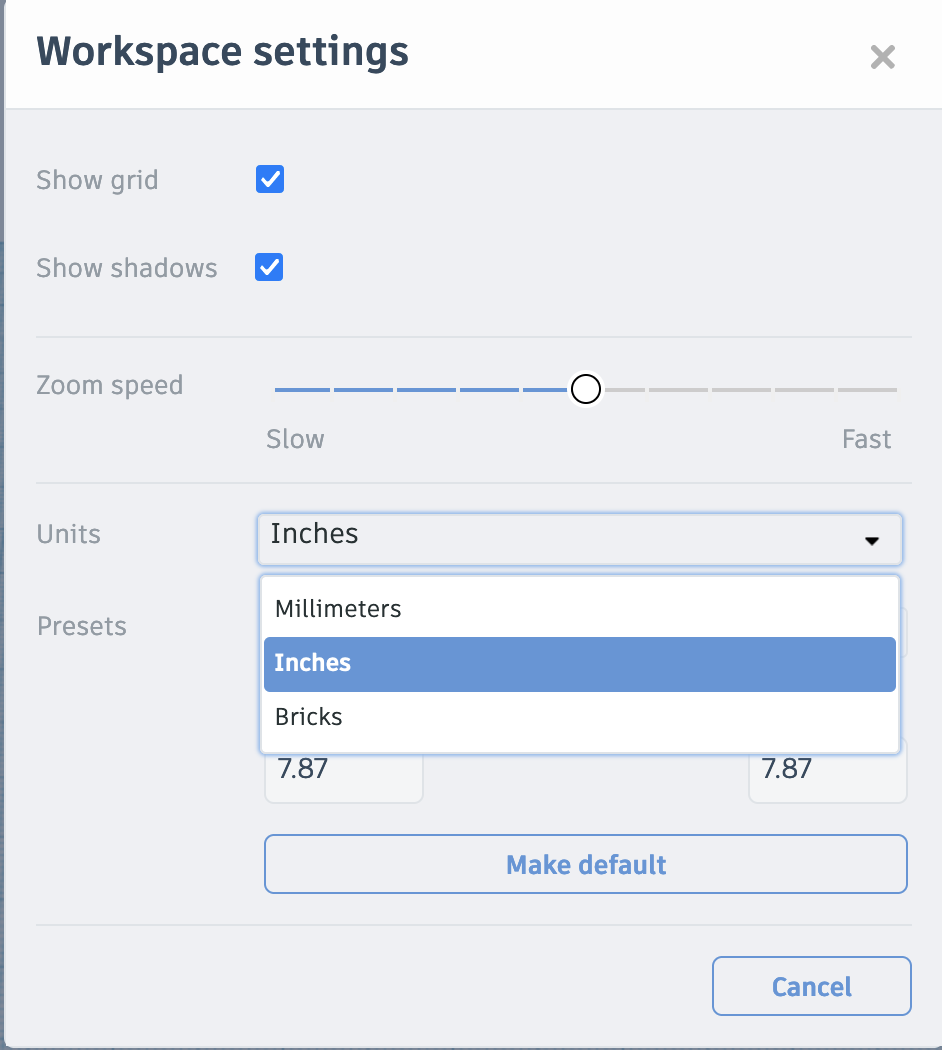 Workspace settings
Show grid
Show shadows
Zoom speed
Slow Fast
Units Inches
Millimeters
Presets
Inches
Bricks
7.87 7.87
Make default
Cancel